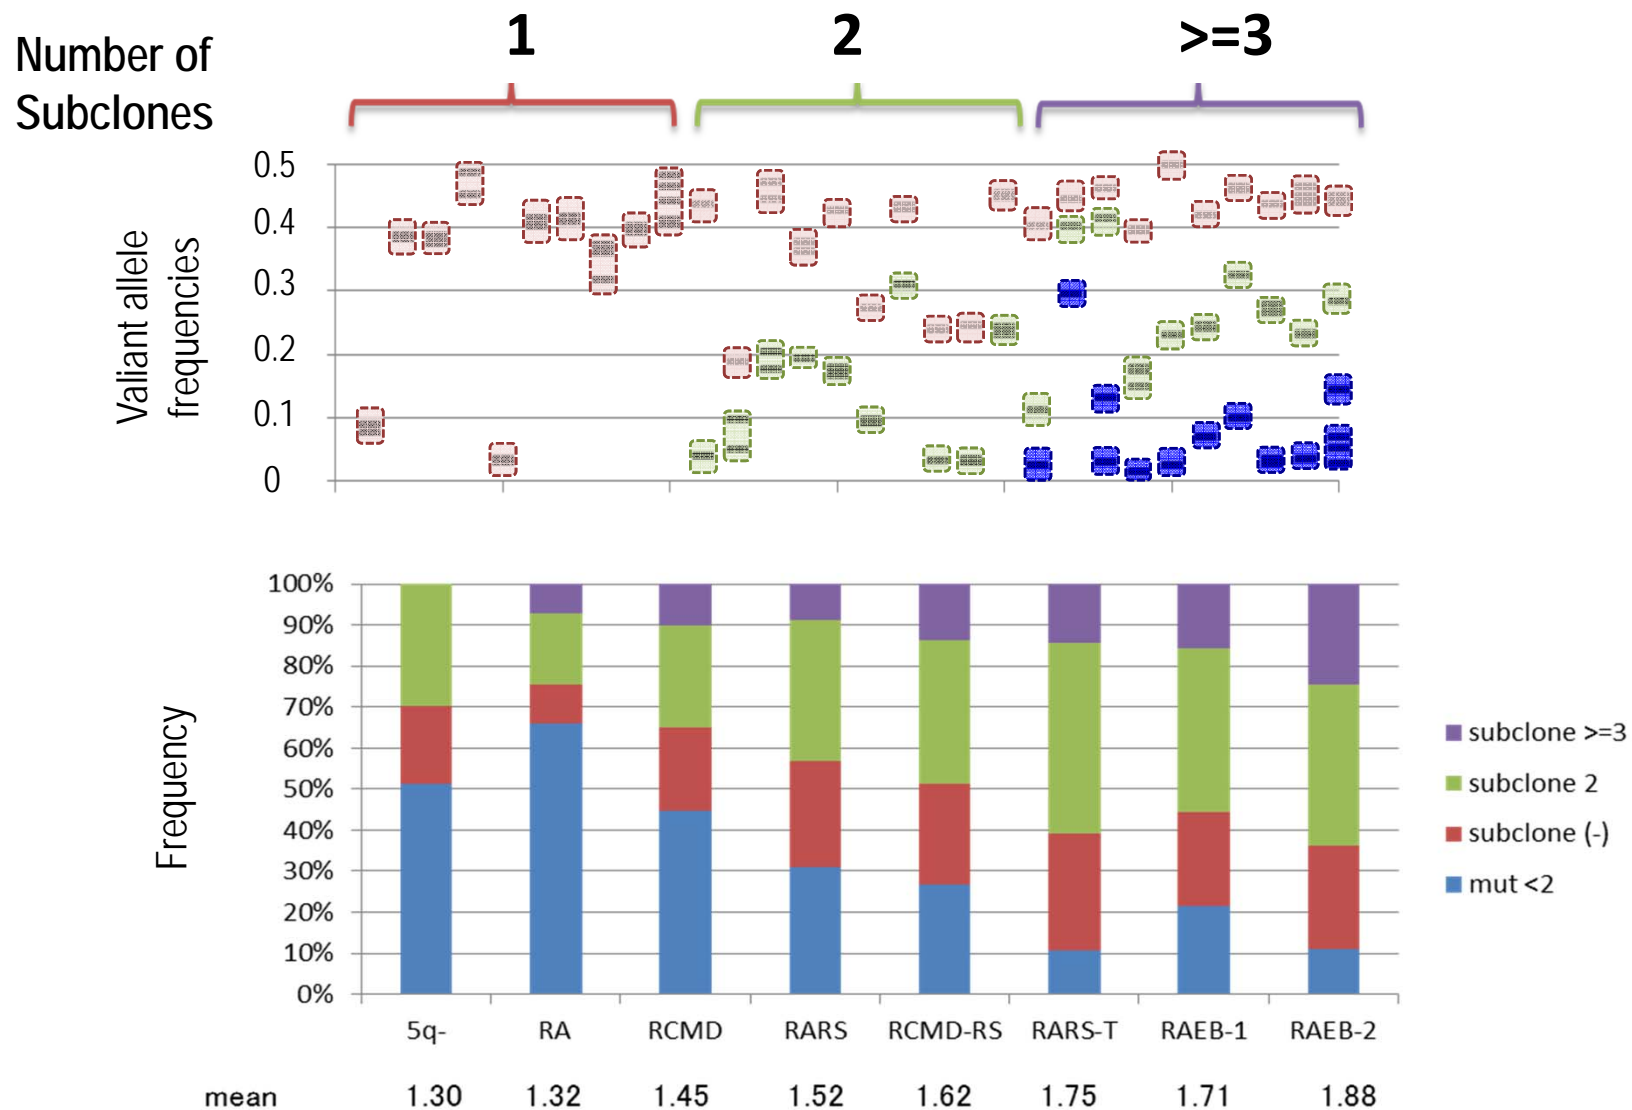 1 2 >=3
Number of
Subclones
0.5
0.4
0.3
0.2
0.1
0
Valiant allele
frequencies
100%
90%
80%
70%
60%
50%
40%
30%
20%
10%
0%
Frequency
subclone >=3
subclone 2
subclone (-)
mut <2
5q- RA RCMD RARS RCMD-RS RARS-T RAEB-1 RAEB-2
mean 1.30 1.32 1.45 1.52 1.62 1.75 1.71 1.88